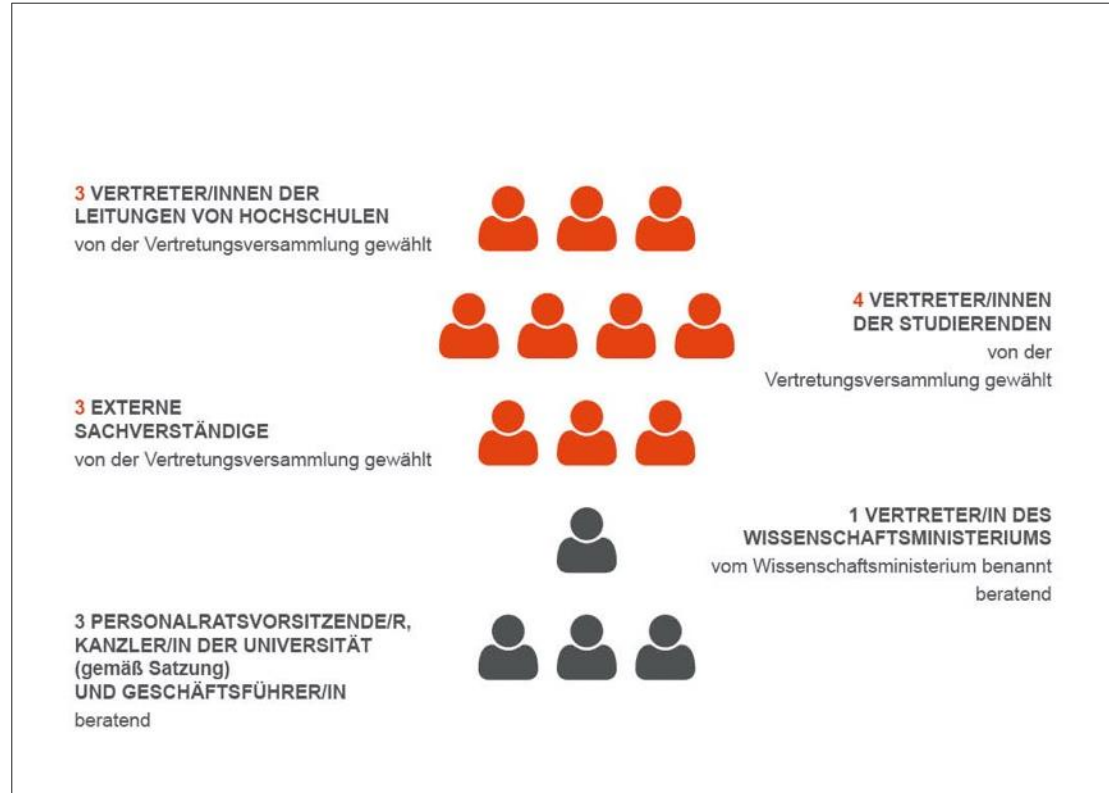 3 VERTRETER/INNEN DER
LEITUNGEN VON HOCHSCHULEN
von der Vertretungsversammlung gewählt
4 VERTRETER/INNEN
DER STUDIERENDEN
von der
Vertretungsversammlung gewählt
3 EXTERNE
SACHVERSTÄNDIGE
von der Vertretungsversammlung gewählt
1 VERTRETER/IN DES
WISSENSCHAFTSMINISTERIUMS
vom Wissenschaftsministerium benannt
beratend
3 PERSONALRATSVORSITZENDE/R,
KANZLER/IN DER UNIVERSITÄT
(gemäß Satzung)
UND GESCHÄFTSFÜHRER/IN
beratend